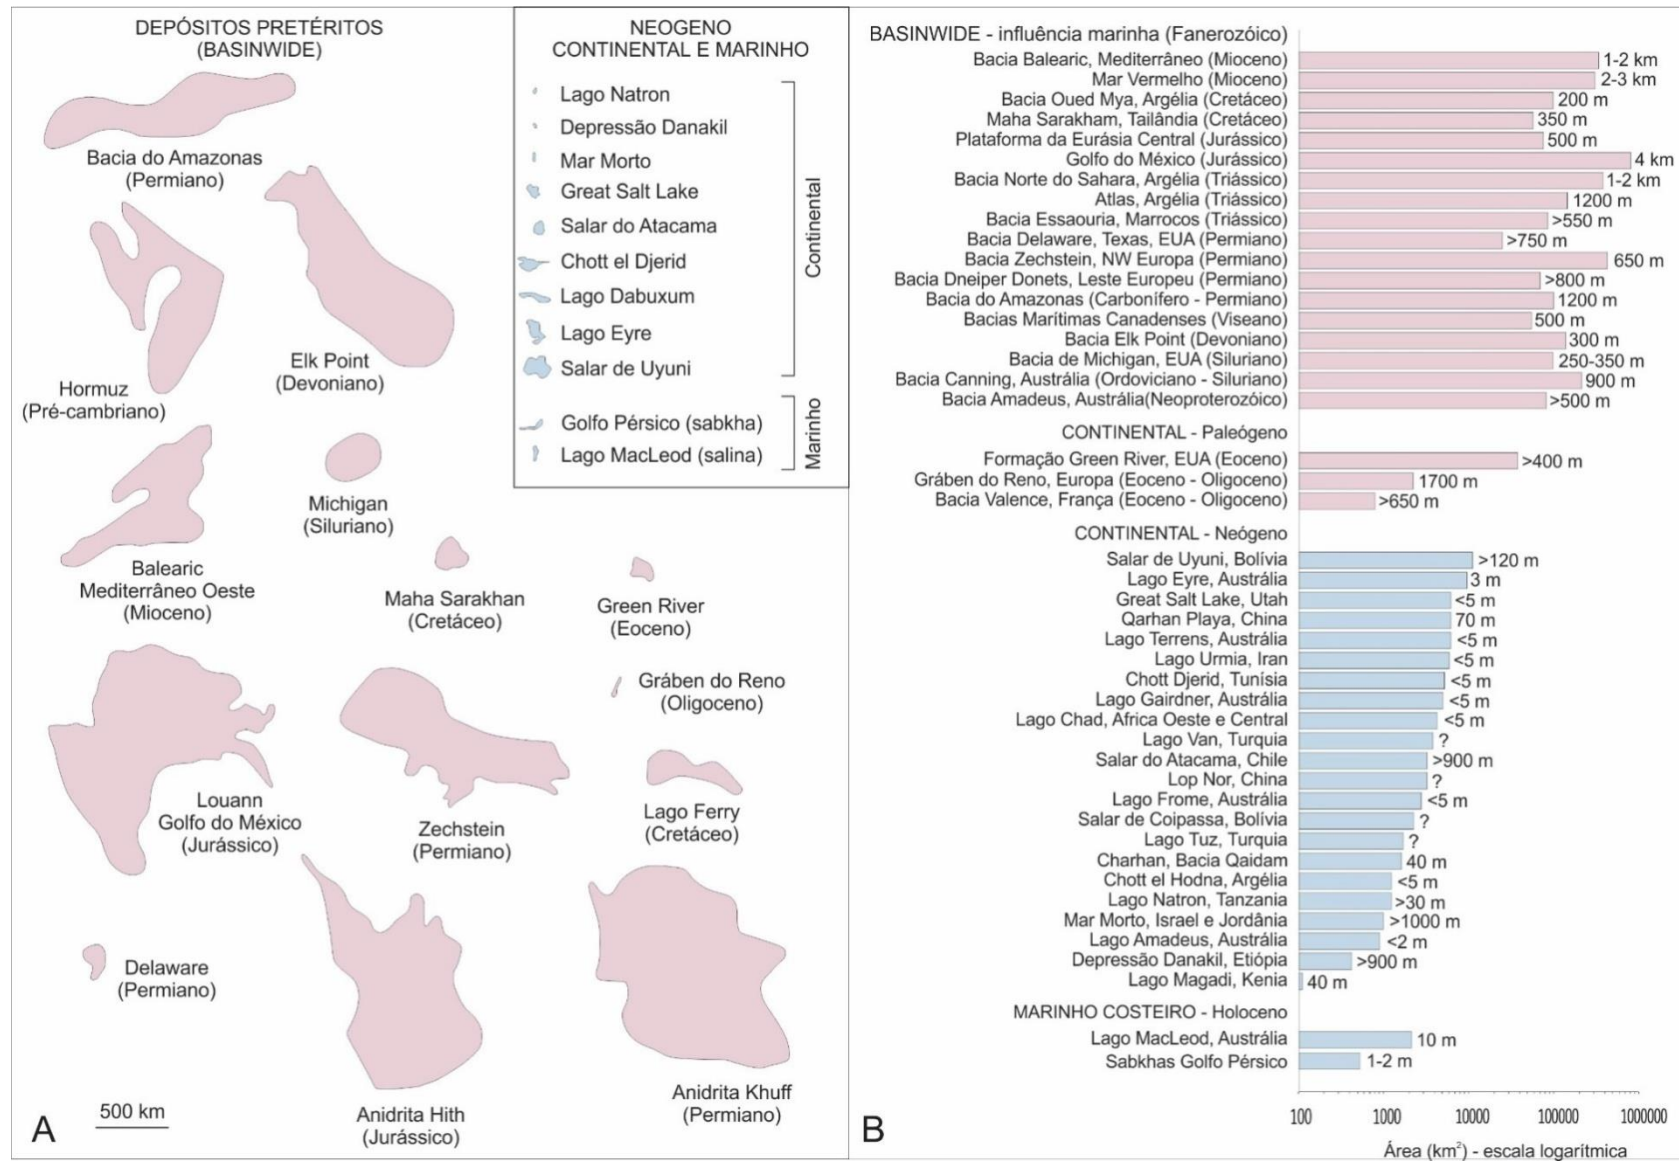 DEPÓSITOS PRETÉRITOS
(BASINWIDE)
Bacia do Amazonas
(Permiano)
Hormuz
(Pré-cambriano)
Elk Point
(Devoniano)
Balearic
Mediterrâneo Oeste
(Mioceno)
Michigan
(Siluriano)
Maha Sarakhan
(Cretáceo)
Green River
(Eoceno)
Gráben do Reno
(Oligoceno)
Louann
Golfo do México
(Jurássico)
Zechstein
(Permiano)
Lago Ferry
(Cretáceo)
Delaware
(Permiano)
Anidrita Hith
(Jurássico)
Anidrita Khuff
(Permiano)
500 km
A
NEOGENO
CONTINENTAL E MARINHO
Lago Natron
Depressão Danakil
Mar Morto
Great Salt Lake
Salar do Atacama
Chott el Djerid
Lago Dabuxum
Lago Eyre
Salar de Uyuni
Continental
Golfo Pérsico (sabkha)
Lago MacLeod (salina)
Marinho
BASINWIDE - influência marinha (Fanerozóico)
Bacia Balearic, Mediterrâneo (Mioceno) 1-2 km
Mar Vermelho (Mioceno) 2-3 km
Bacia Oued Mya, Argélia (Cretáceo) 200 m
Maha Sarakham, Tailândia (Cretáceo) 350 m
Plataforma da Eurásia Central (Jurássico) 500 m
Golfo do México (Jurássico) 4 km
Bacia Norte do Sahara, Argélia (Triássico) 1-2 km
Atlas, Argélia (Triássico) 1200 m
Bacia Essaouria, Marrocos (Triássico) >550 m
Bacia Delaware, Texas, EUA (Permiano) >750 m
Bacia Zechstein, NW Europa (Permiano) 650 m
Bacia Dneiper Donets, Leste Europeu (Permiano) >800 m
Bacia do Amazonas (Carbonífero - Permiano) 1200 m
Bacias Marítimas Canadenses (Viseano) 500 m
Bacia Elk Point (Devoniano) 300 m
Bacia de Michigan, EUA (Siluriano) 250-350 m
Bacia Canning, Austrália (Ordoviciano - Siluriano) 900 m
Bacia Amadeus, Austrália(Neoproterozóico) >500 m
CONTINENTAL - Paleógeno
Formação Green River, EUA (Eoceno) >400 m
Gráben do Reno, Europa (Eoceno - Oligoceno) 1700 m
Bacia Valence, França (Eoceno - Oligoceno) >650 m
CONTINENTAL - Neógeno
Salar de Uyuni, Bolívia >120 m
Lago Eyre, Austrália 3 m
Great Salt Lake, Utah <5 m
Qarhan Playa, China 70 m
Lago Terrens, Austrália <5 m
Lago Urmia, Iran <5 m
Chott Djerid, Tunísia <5 m
Lago Gairdner, Austrália <5 m
Lago Chad, Africa Oeste e Central <5 m
Lago Van, Turquia ?
Salar do Atacama, Chile >900 m
Lop Nor, China ?
Lago Frome, Austrália <5 m
Salar de Coipassa, Bolívia ?
Lago Tuz, Turquia ?
Charhan, Bacia Qaidam 40 m
Chott el Hodna, Argélia <5 m
Lago Natron, Tanzania >30 m
Mar Morto, Israel e Jordânia >1000 m
Lago Amadeus, Austrália <2 m
Depressão Danakil, Etiópia >900 m
Lago Magadi, Kenia 40 m
MARINHO COSTEIRO - Holoceno
Lago MacLeod, Austrália 10 m
Sabkhas Golfo Pérsico 1-2 m
100 1000 10000 100000 1000000
Área (km²) - escala logarítmica
B